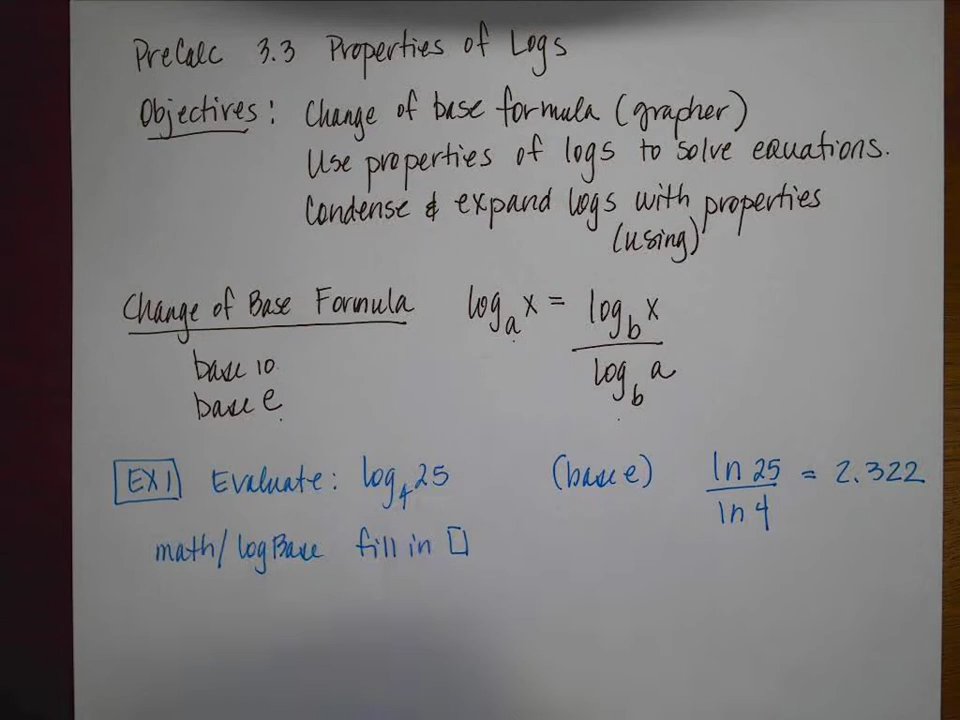 PreCalc 3.3 Properties of Logs
Objectives: Change of base formula (grapher)
Use properties of logs to solve equations.
Condense & expand logs with properties
(using)
Change of Base Formula log_a x = log_b x / log_b a
base 10
base e
EX1 Evaluate: log_4 25 (base e) ln 25 / ln 4 = 2.322
math/logBase fill in □